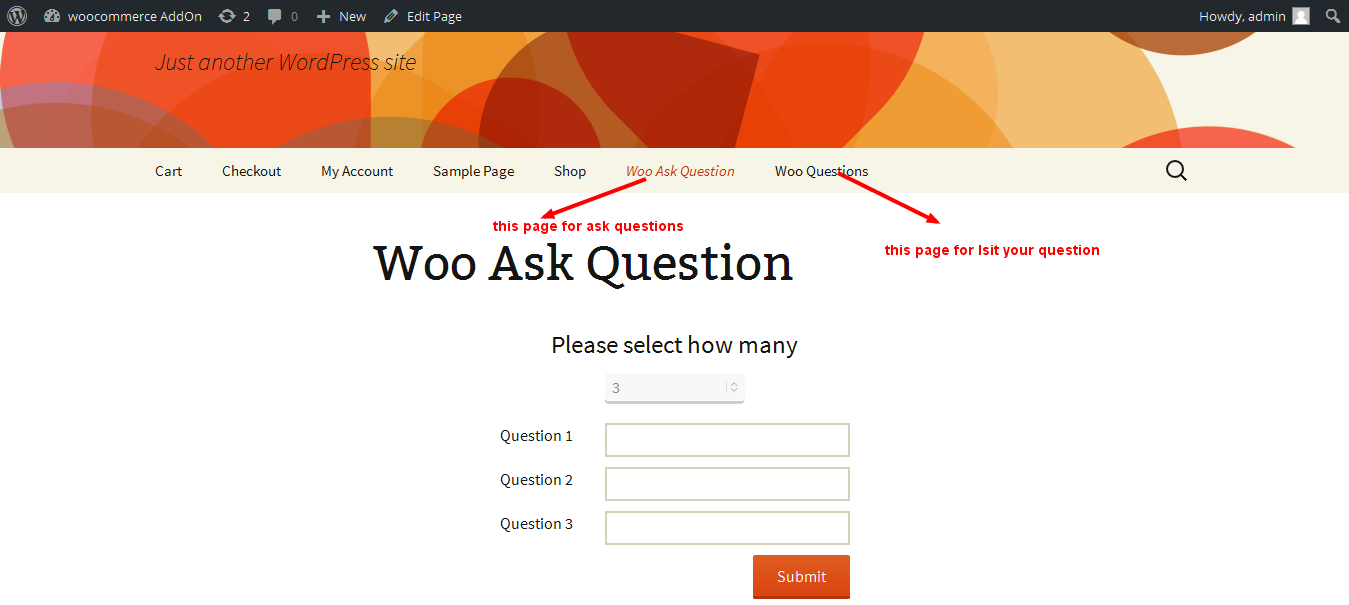 woocommerce AddOn 2 0 New Edit Page Howdy, admin
Just another WordPress site
Cart Checkout My Account Sample Page Shop Woo Ask Question Woo Questions
this page for ask questions
this page for lsit your question
Woo Ask Question
Please select how many
3
Question 1
Question 2
Question 3
Submit